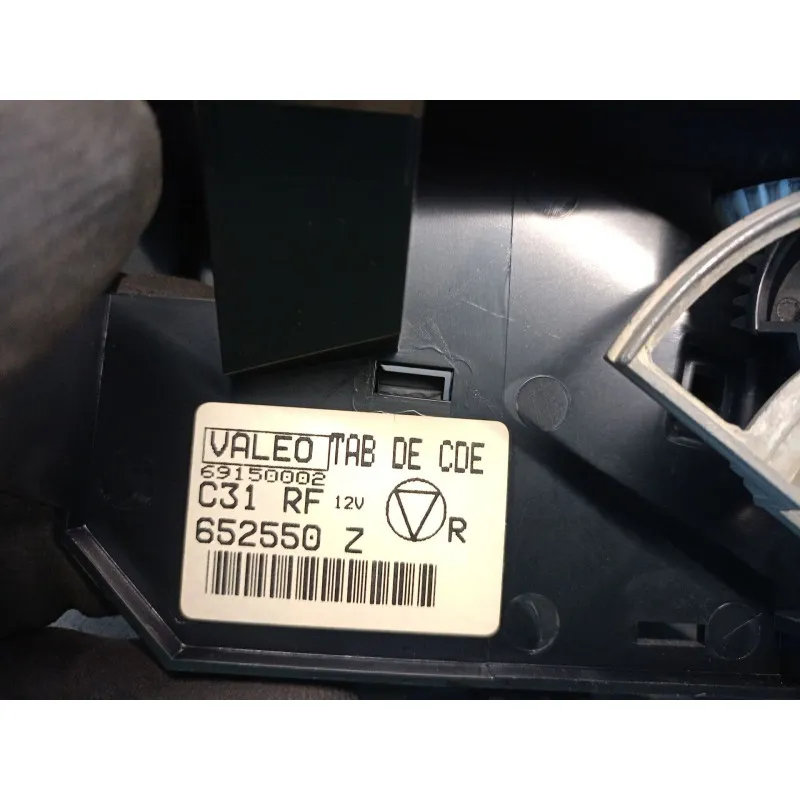 VALEO TAB DE CDE
69150002
C31 RF 12V R
652550 Z